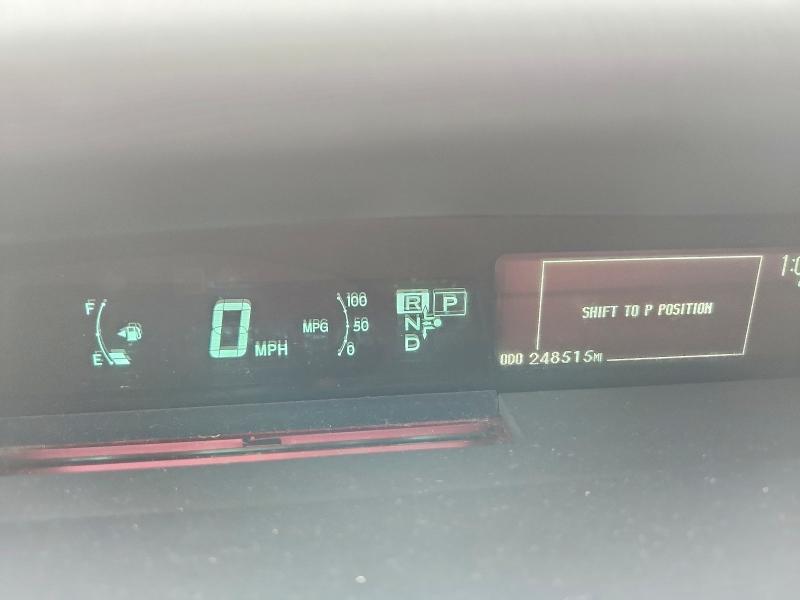 F
E
0 MPH
MPG
100
50
0
R P
N
D
SHIFT TO P POSITION
ODO 248515MI